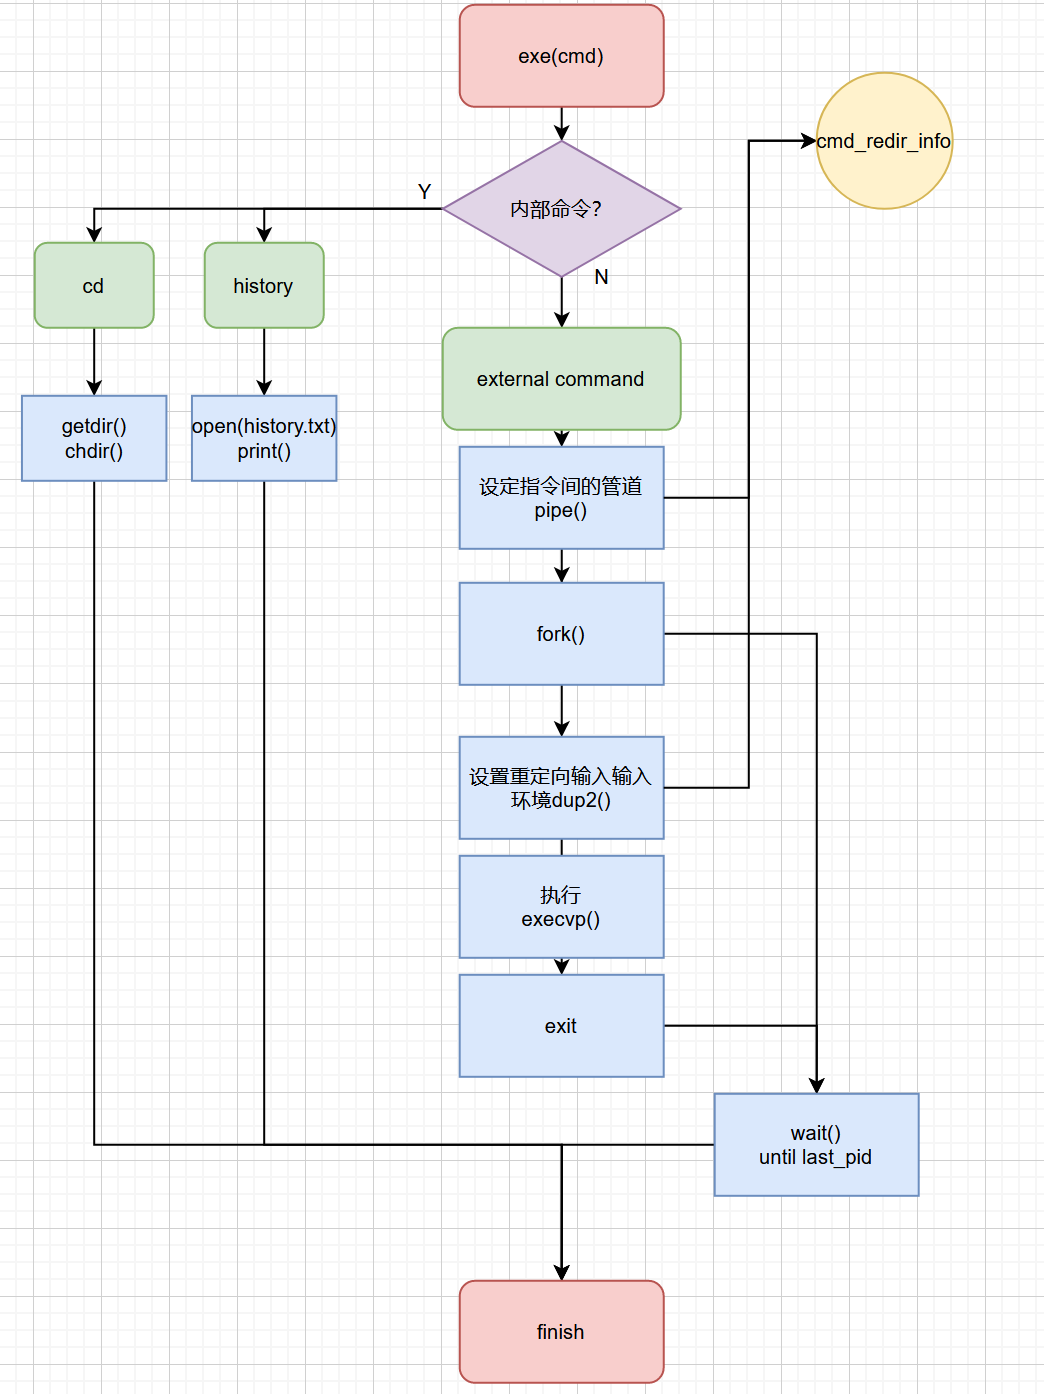 exe(cmd)
cmd_redir_info
内部命令？
Y
N
cd
history
external command
getdir()
chdir()
open(history.txt)
print()
设定指令间的管道
pipe()
fork()
设置重定向输入输入
环境dup2()
执行
execvp()
exit
wait()
until last_pid
finish